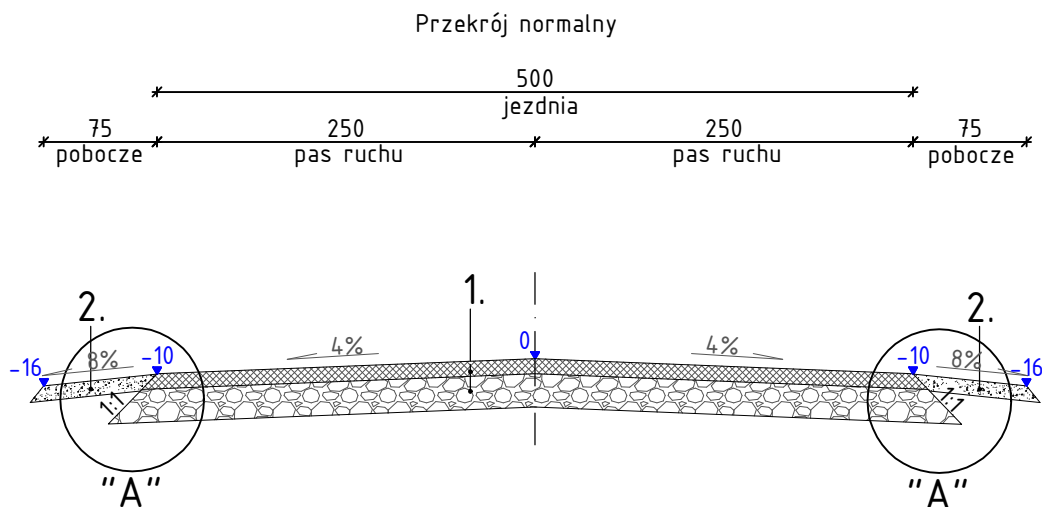 Przekrój normalny
500
jezdnia
75 250 250 75
pobocze pas ruchu pas ruchu pobocze
2. 1. 2.
-16 8% -10 4% 0 4% -10 8% -16
1:1 1:1
"A" "A"